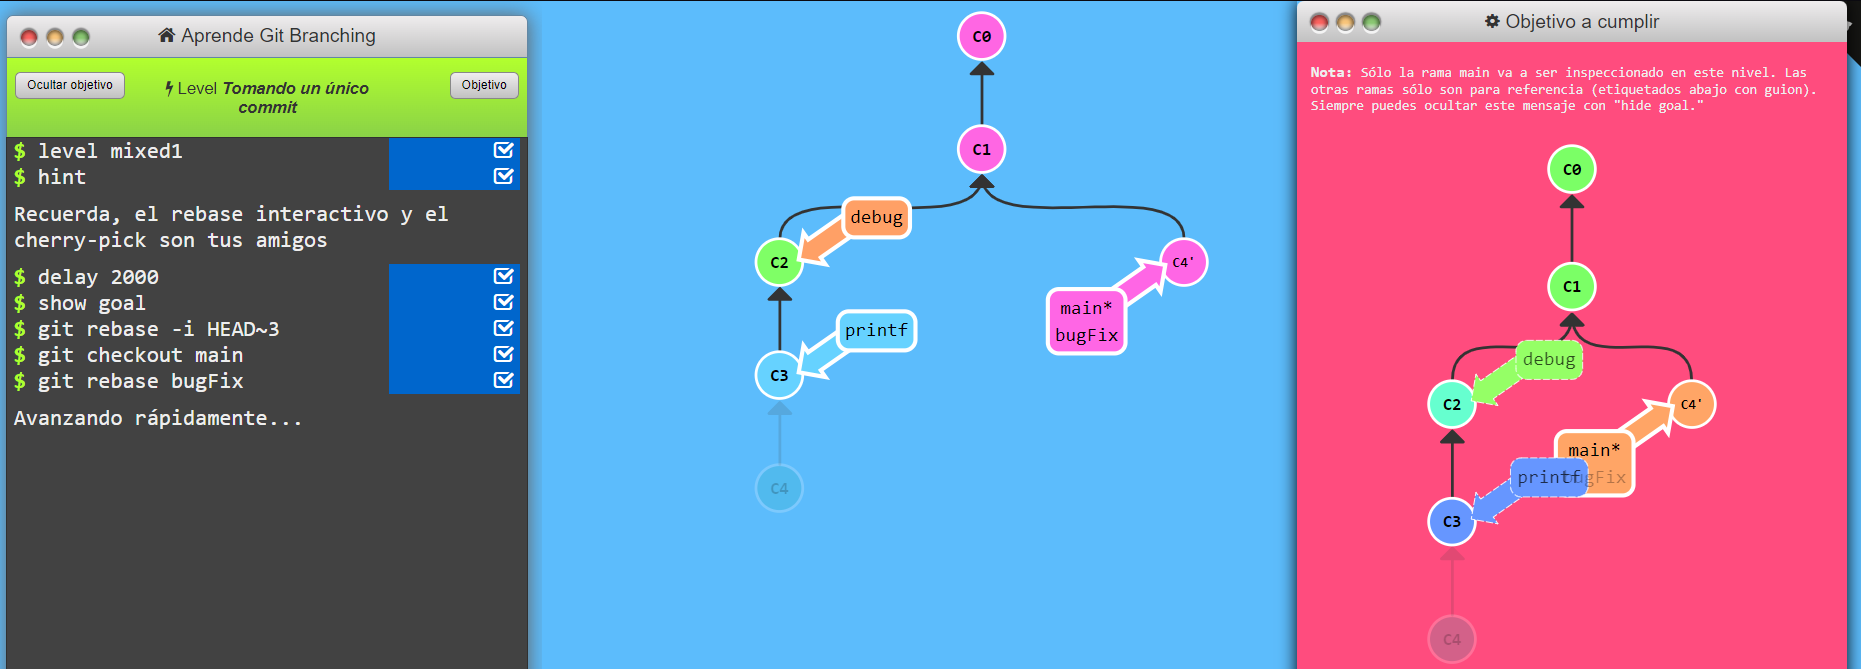 Aprende Git Branching
Ocultar objetivo
Level Tomando un único
commit
Objetivo
$ level mixed1
$ hint
Recuerda, el rebase interactivo y el
cherry-pick son tus amigos
$ delay 2000
$ show goal
$ git rebase -i HEAD~3
$ git checkout main
$ git rebase bugFix
Avanzando rápidamente...
C0
C1
debug
C2
C4'
main*
bugFix
printf
C3
C4
Objetivo a cumplir
Nota: Sólo la rama main va a ser inspeccionado en este nivel. Las
otras ramas sólo son para referencia (etiquetados abajo con guion).
Siempre puedes ocultar este mensaje con "hide goal."
C0
C1
debug
C2
C4'
main*
bugFix
printf
C3
C4